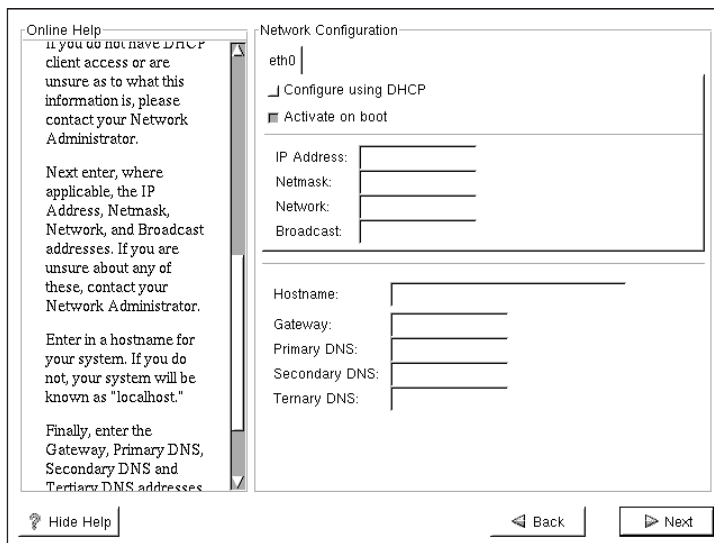 Online Help
If you do not have DHCP
client access or are
unsure as to what this
information is, please
contact your Network
Administrator.
Next enter, where
applicable, the IP
Address, Netmask,
Network, and Broadcast
addresses. If you are
unsure about any of
these, contact your
Network Administrator.
Enter in a hostname for
your system. If you do
not, your system will be
known as "localhost."
Finally, enter the
Gateway, Primary DNS,
Secondary DNS and
Tertiary DNS addresses
Network Configuration
eth0
Configure using DHCP
Activate on boot
IP Address:
Netmask:
Network:
Broadcast:
Hostname:
Gateway:
Primary DNS:
Secondary DNS:
Ternary DNS:
Hide Help
Back
Next